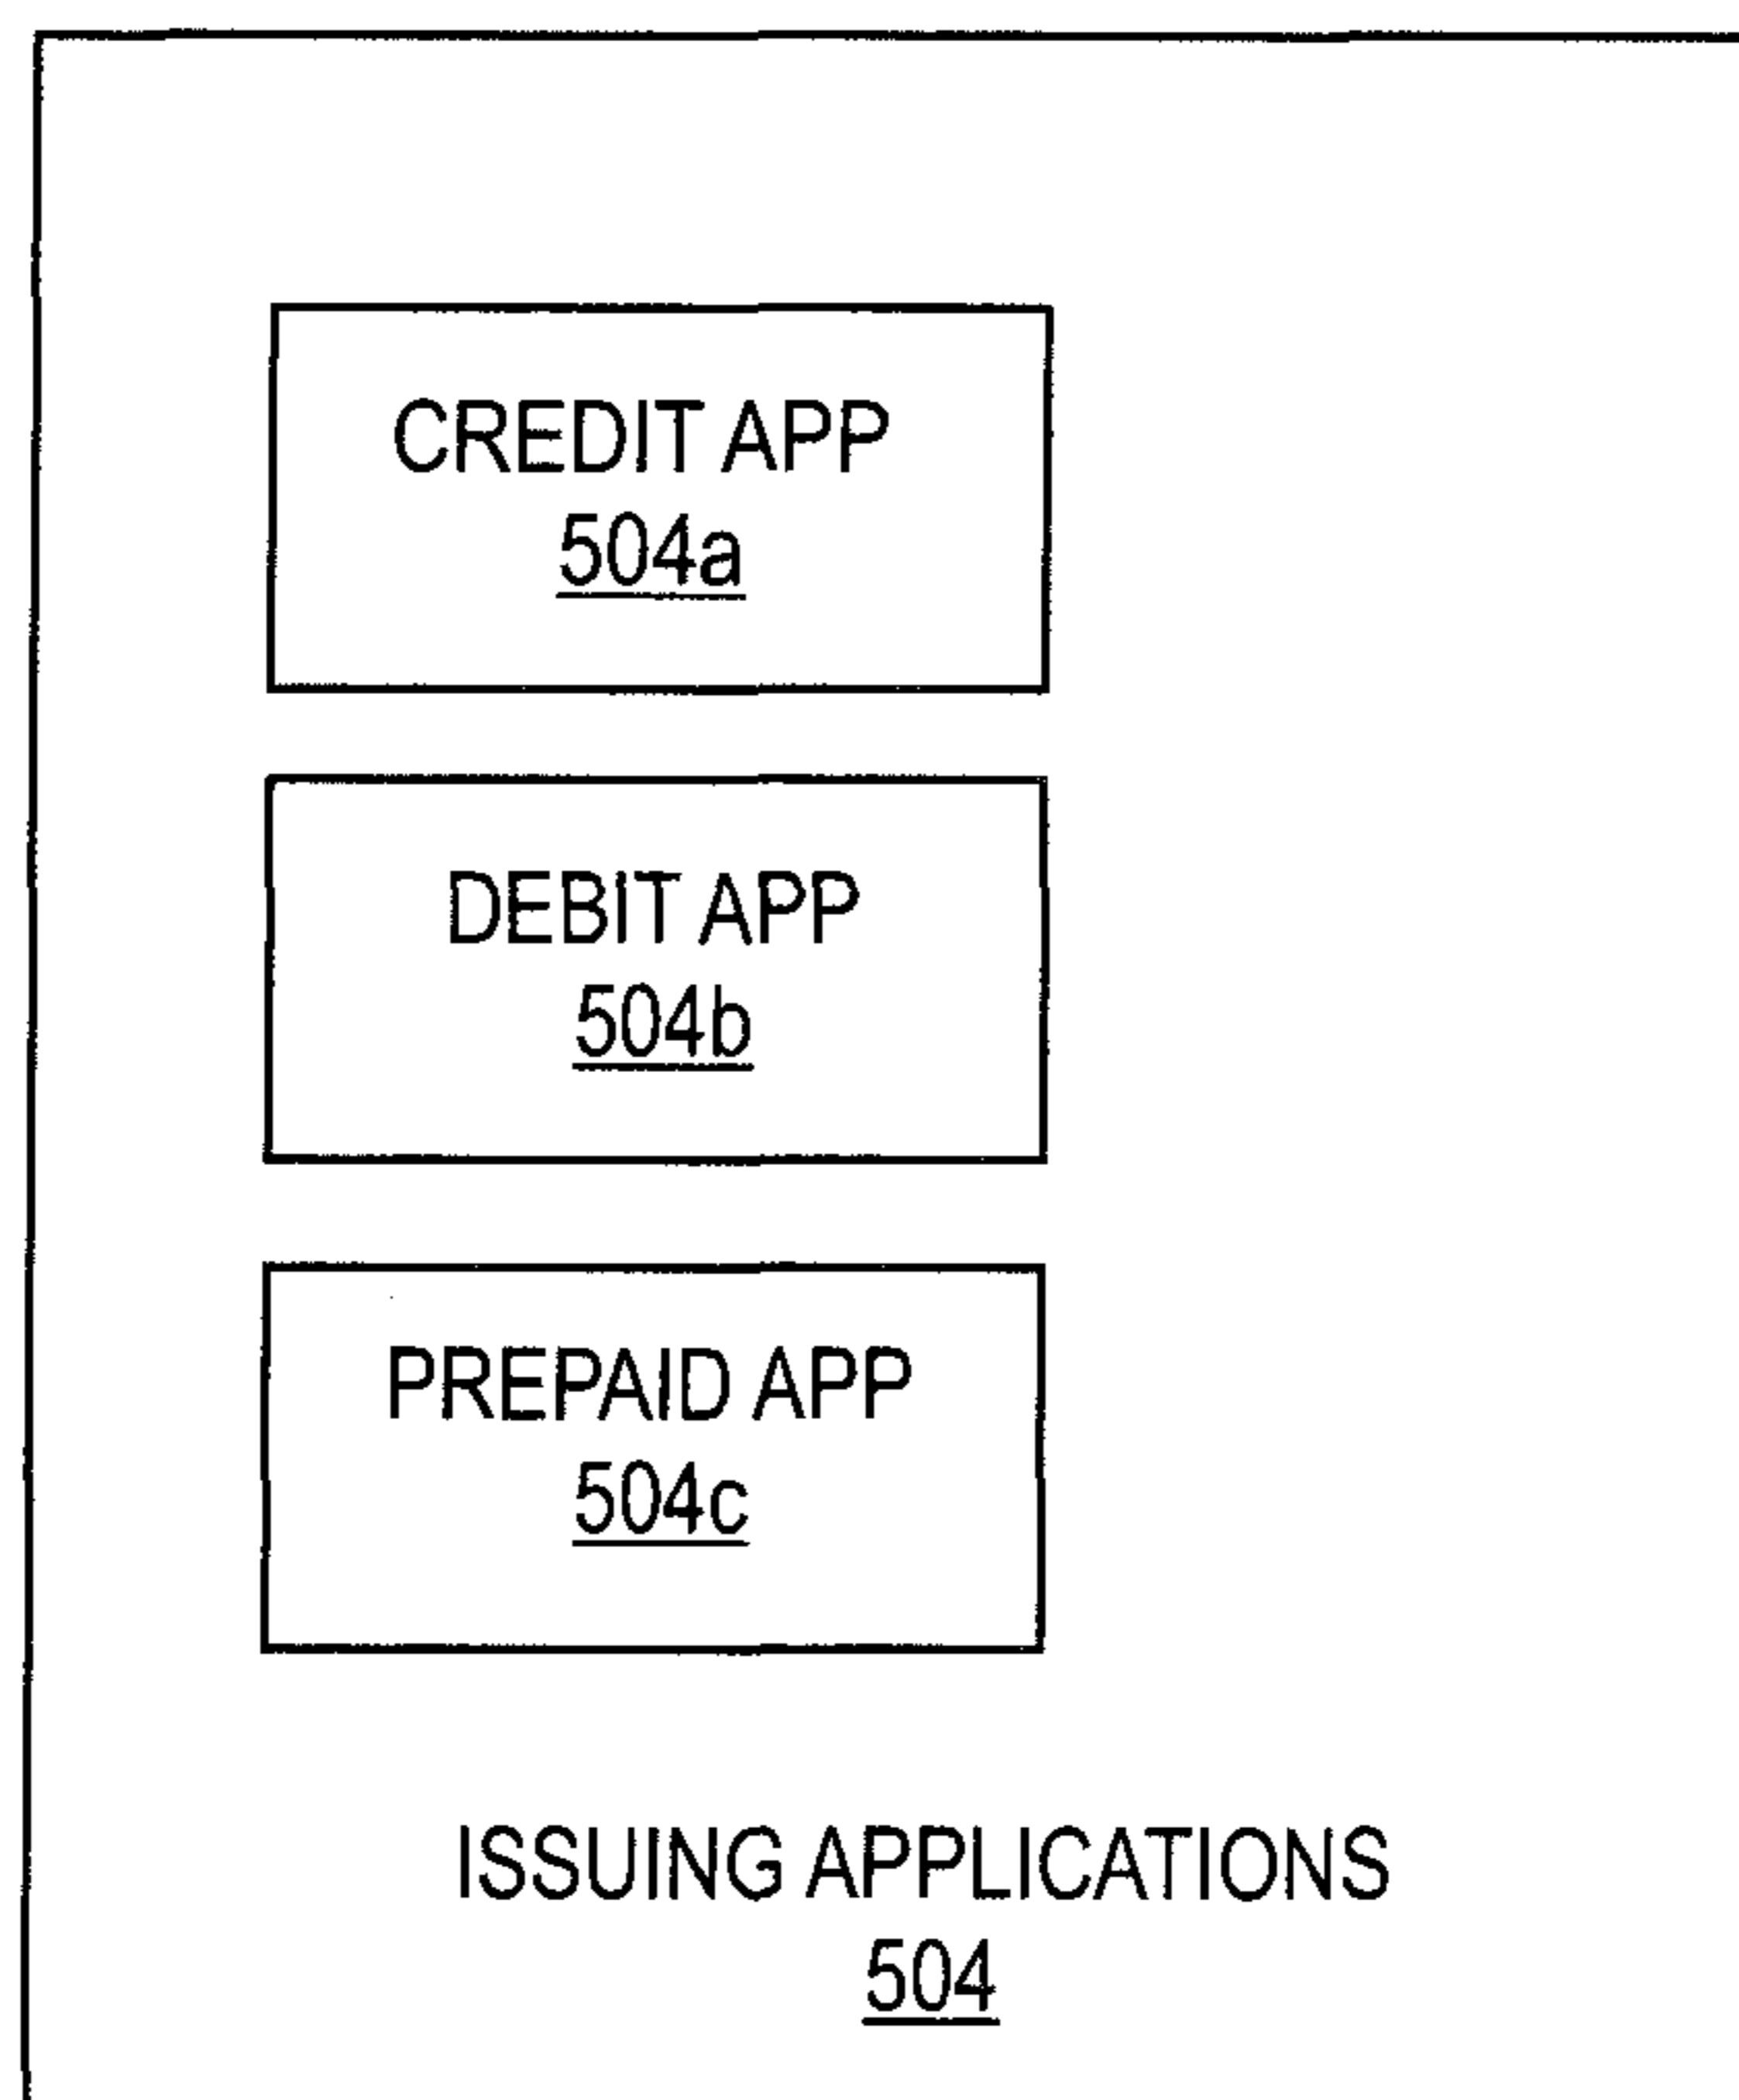 CREDIT APP
504a
DEBIT APP
504b
PREPAID APP
504c
ISSUING APPLICATIONS
504